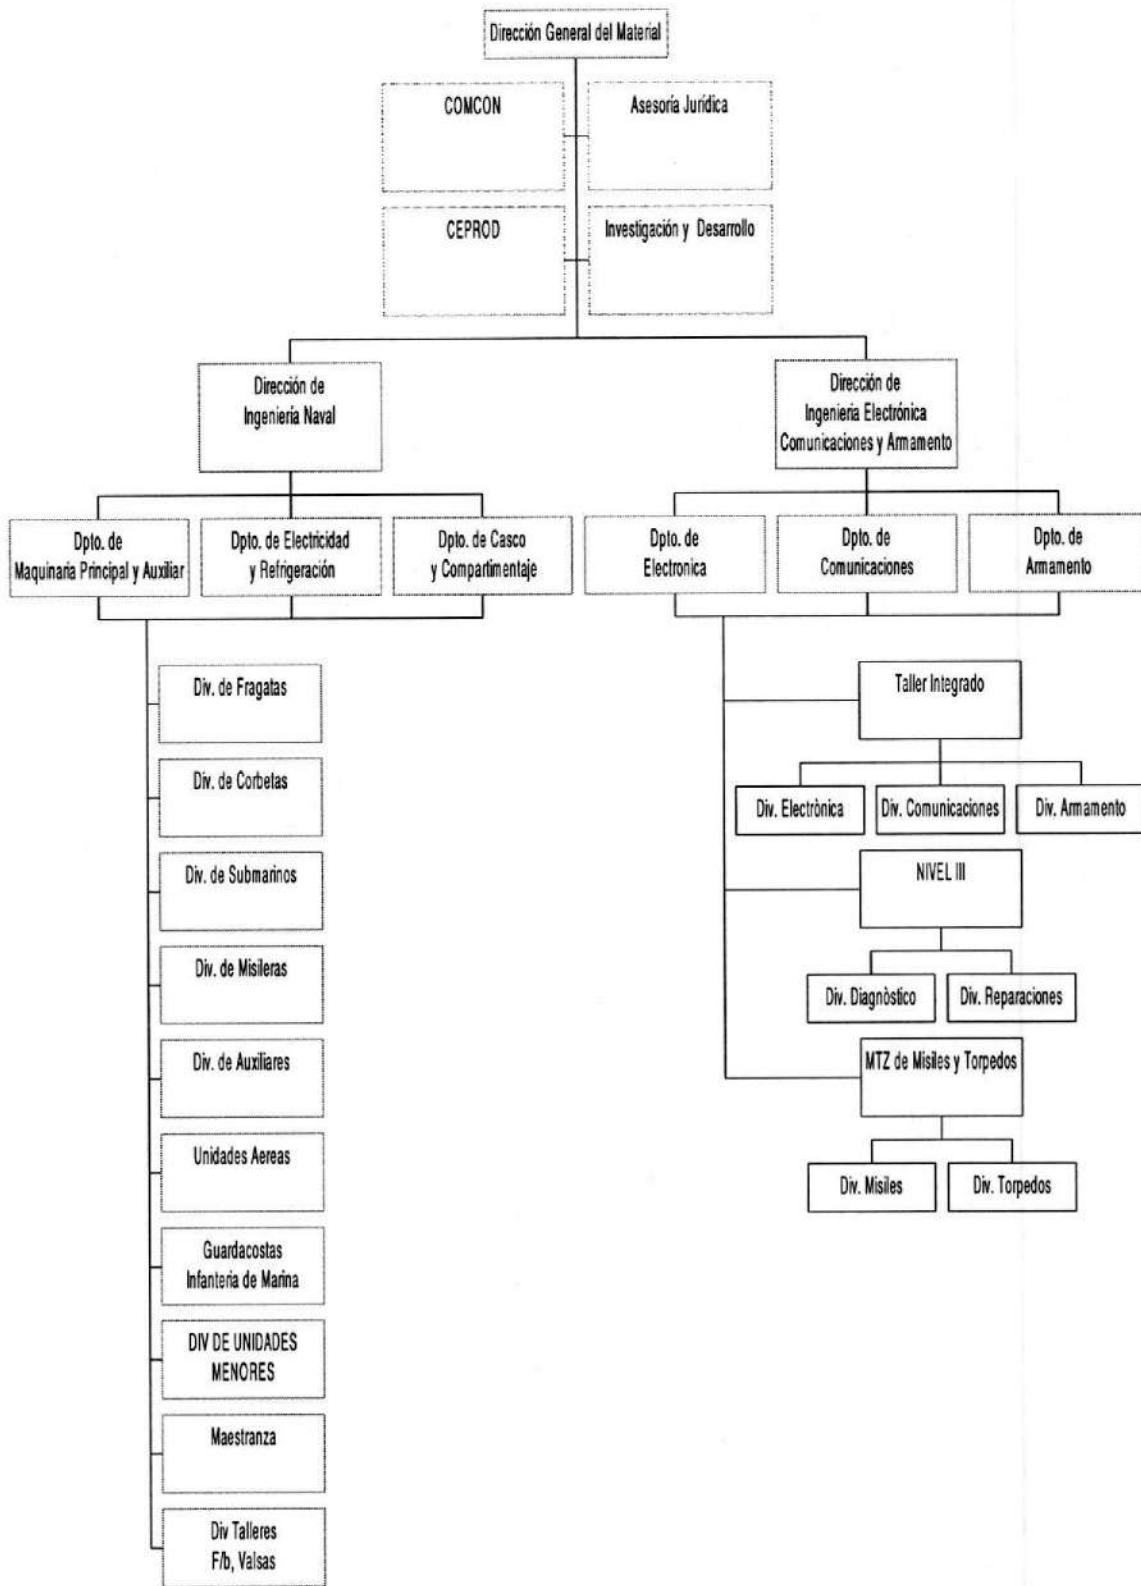 Dirección General del Material
COMCON
Asesoría Jurídica
CEPROD
Investigación y Desarrollo
Dirección de
Ingeniería Naval
Dirección de
Ingenieria Electrónica
Comunicaciones y Armamento
Dpto. de
Maquinaria Principal y Auxiliar
Dpto. de Electricidad
y Refrigeración
Dpto. de Casco
y Compartimentaje
Dpto. de
Electronica
Dpto. de
Comunicaciones
Dpto. de
Armamento
Div. de Fragatas
Div. de Corbetas
Div. de Submarinos
Div. de Misileras
Div. de Auxiliares
Unidades Aereas
Guardacostas
Infanteria de Marina
DIV DE UNIDADES
MENORES
Maestranza
Div Talleres
F/b, Valsas
Taller Integrado
Div. Electrònica
Div. Comunicaciones
Div. Armamento
NIVEL III
Div. Diagnòstico
Div. Reparaciones
MTZ de Misiles y Torpedos
Div. Misiles
Div. Torpedos